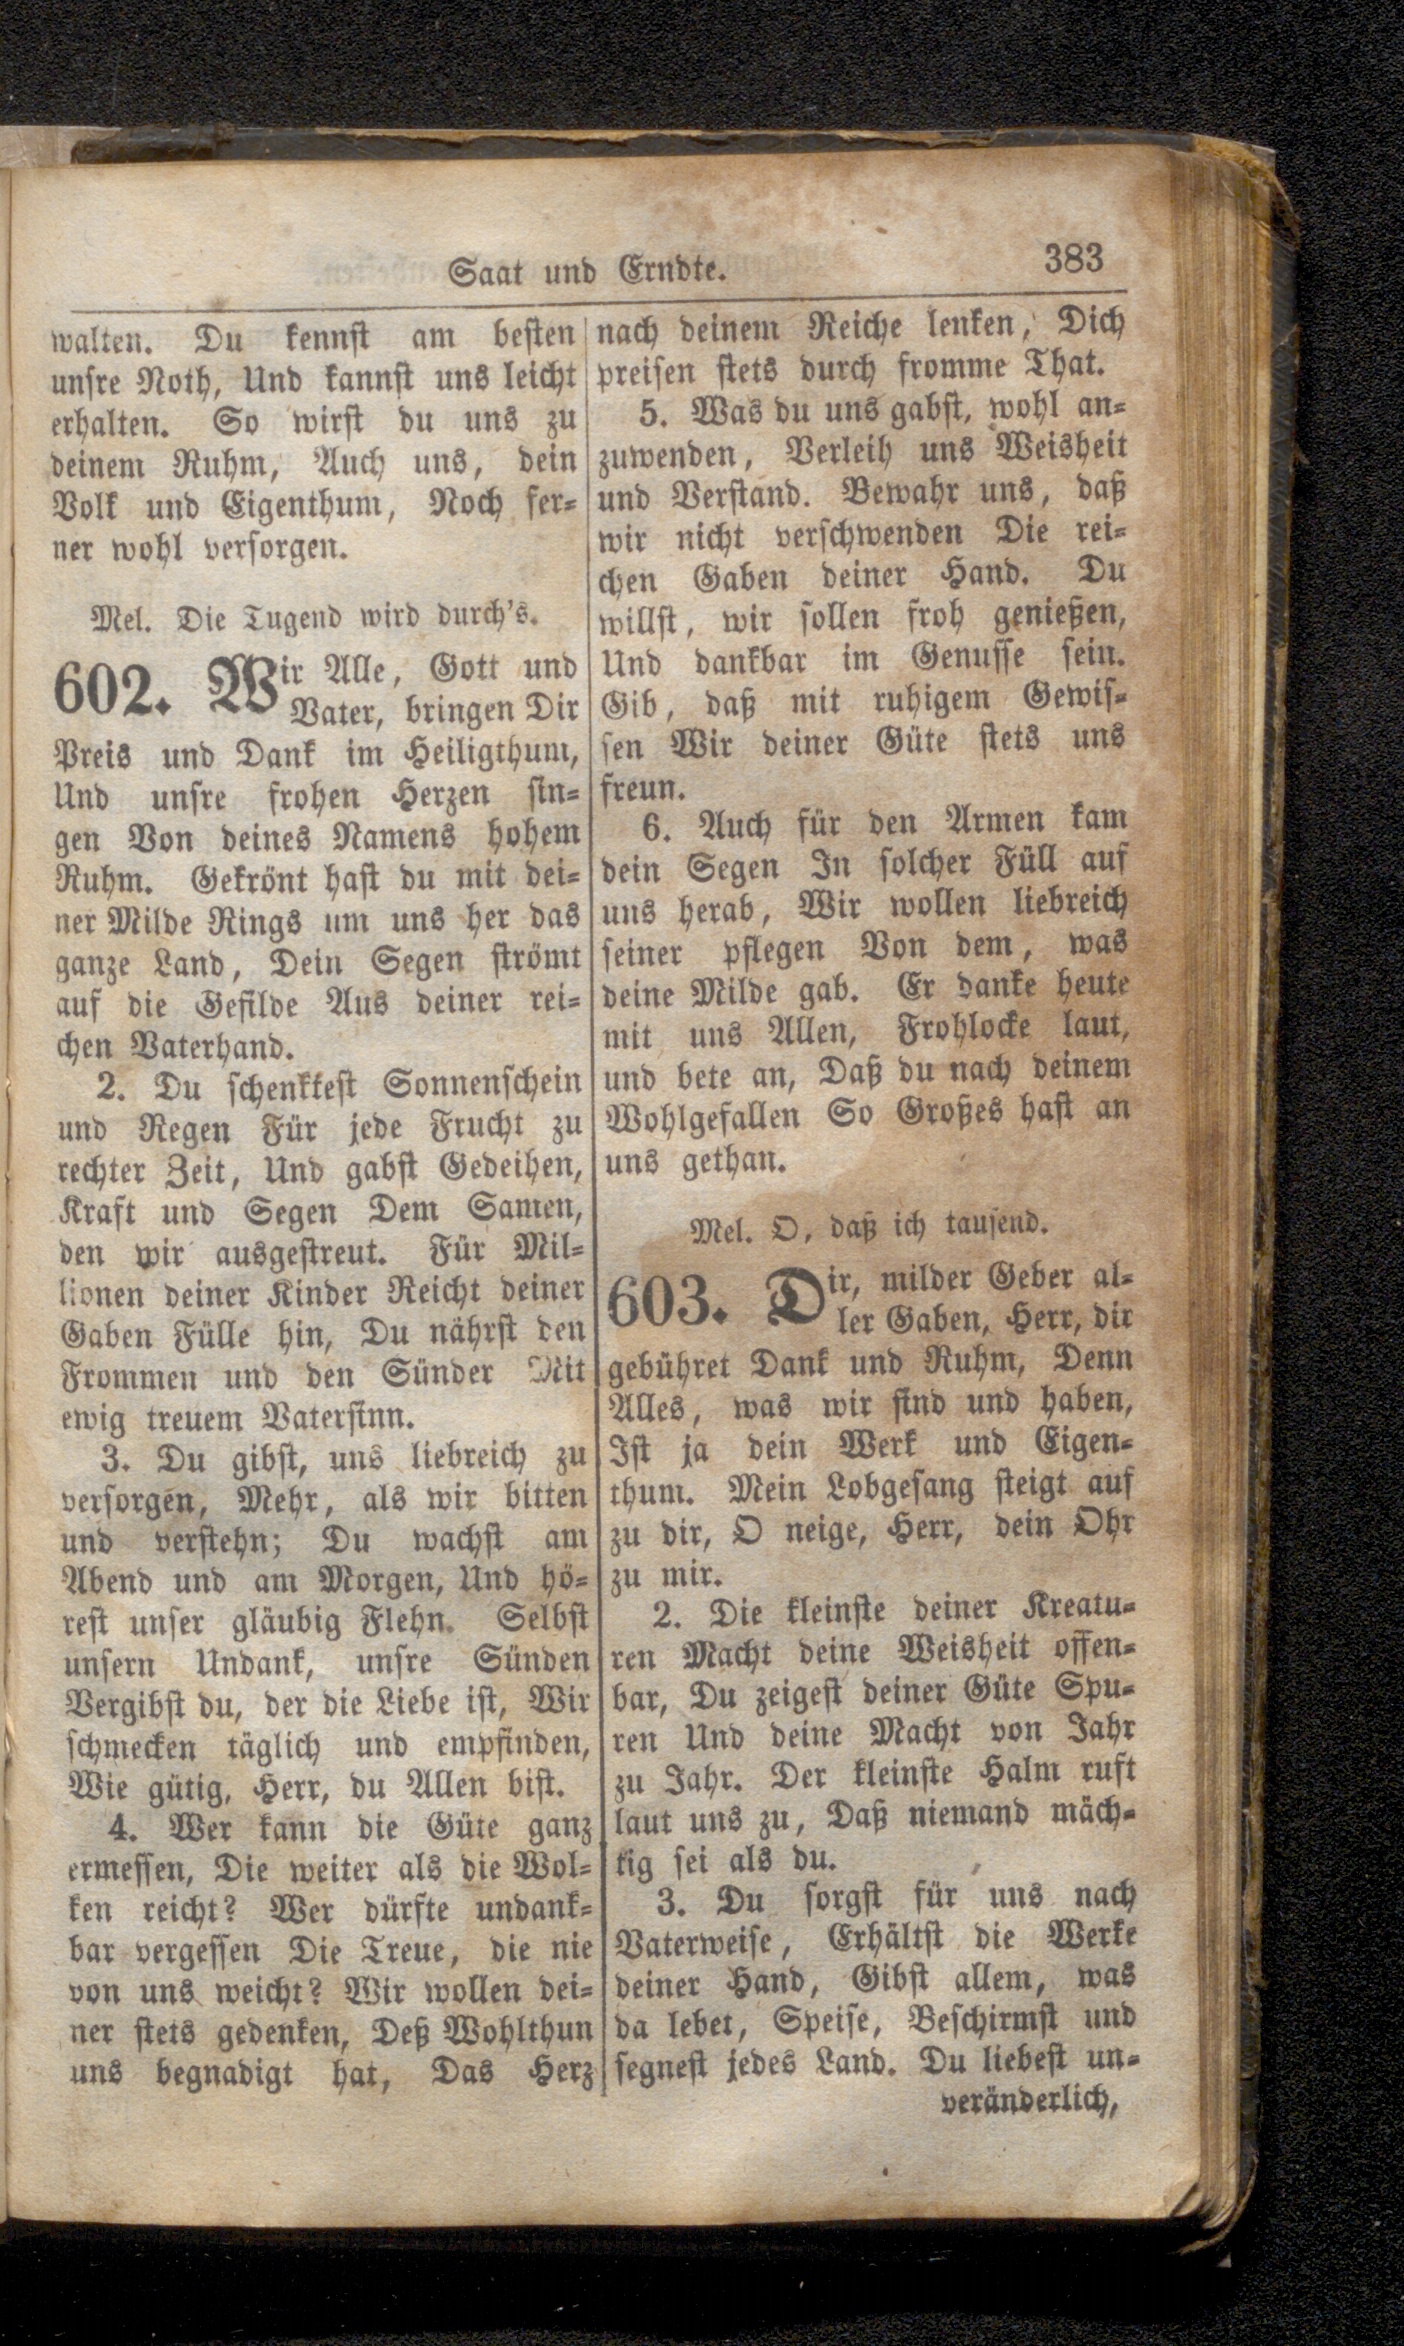 Saat und Erndte.
383
walten. Du kennst am besten
unsre Noth, Und kannst uns leicht
erhalten. So wirst du uns zu
deinem Ruhm, Auch uns, dein
Volk und Eigenthum, Noch fer-
ner wohl versorgen.
Mel. Die Tugend wird durch's.
602. Wir Alle, Gott und
Vater, bringen Dir
Preis und Dank im Heiligthum,
Und unsre frohen Herzen sin-
gen Von deines Namens hohem
Ruhm. Gekrönt hast du mit dei-
ner Milde Rings um uns her das
ganze Land, Dein Segen strömt
auf die Gefilde Aus deiner rei-
chen Vaterhand.
2. Du schenktest Sonnenschein
und Regen Für jede Frucht zu
rechter Zeit, Und gabst Gedeihen,
Kraft und Segen Dem Samen,
den wir ausgestreut. Für Mil-
lionen deiner Kinder Reicht deiner
Gaben Fülle hin, Du nährst den
Frommen und den Sünder Mit
ewig treuem Vatersinn.
3. Du gibst, uns liebreich zu
versorgen, Mehr, als wir bitten
und verstehn; Du wachst am
Abend und am Morgen, Und hö-
rest unser gläubig Flehn. Selbst
unsern Undank, unsre Sünden
Vergibst du, der die Liebe ist, Wir
schmecken täglich und empfinden,
Wie gütig, Herr, du Allen bist.
4. Wer kann die Güte ganz
ermessen, Die weiter als die Wol-
ken reicht? Wer dürfte undank-
bar vergessen Die Treue, die nie
von uns weicht? Wir wollen dei-
ner stets gedenken, Deß Wohlthun
uns begnadigt hat, Das Herz
nach deinem Reiche lenken, Dich
preisen stets durch fromme That.
5. Was du uns gabst, wohl an-
zuwenden, Verleih uns Weisheit
und Verstand. Bewahr uns, daß
wir nicht verschwenden Die rei-
chen Gaben deiner Hand. Du
willst, wir sollen froh genießen,
Und dankbar im Genusse sein.
Gib, daß mit ruhigem Gewis-
sen Wir deiner Güte stets uns
freun.
6. Auch für den Armen kam
dein Segen In solcher Füll auf
uns herab, Wir wollen liebreich
seiner pflegen Von dem, was
deine Milde gab. Er danke heute
mit uns Allen, Frohlocke laut,
und bete an, Daß du nach deinem
Wohlgefallen So Großes hast an
uns gethan.
Mel. O, daß ich tausend.
603. Dir, milder Geber al-
ler Gaben, Herr, dir
gebühret Dank und Ruhm, Denn
Alles, was wir sind und haben,
Ist ja dein Werk und Eigen-
thum. Mein Lobgesang steigt auf
zu dir, O neige, Herr, dein Ohr
zu mir.
2. Die kleinste deiner Kreatu-
ren Macht deine Weisheit offen-
bar, Du zeigest deiner Güte Spu-
ren Und deine Macht von Jahr
zu Jahr. Der kleinste Halm ruft
laut uns zu, Daß niemand mäch-
tig sei als du.
3. Du sorgst für uns nach
Vaterweise, Erhältst die Werke
deiner Hand, Gibst allem, was
da lebet, Speise, Beschirmst und
segnest jedes Land. Du liebest un-
veränderlich,